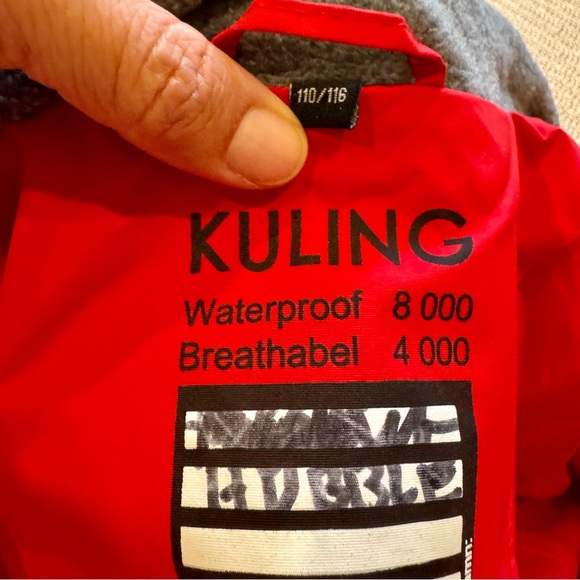 110/116
KULING
Waterproof 8 000
Breathabel 4 000